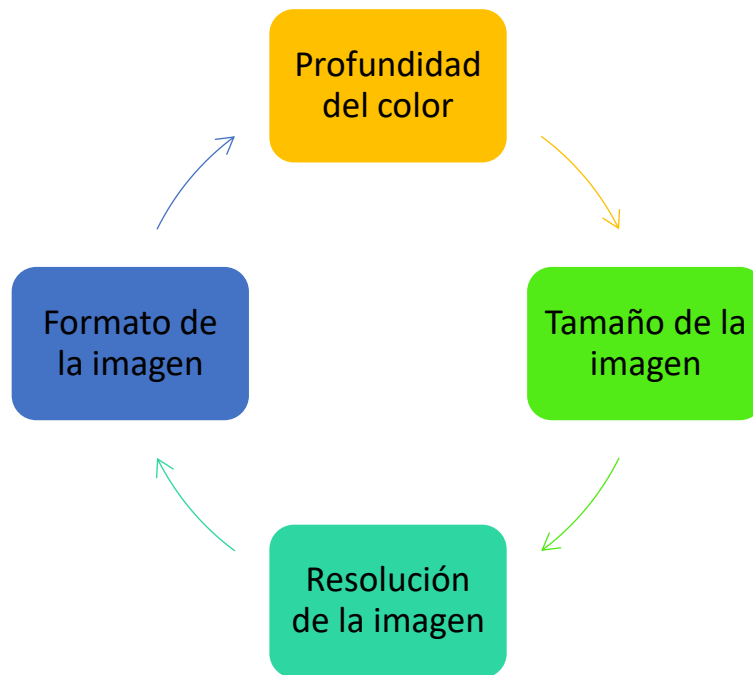 Profundidad
del color
Tamaño de la
imagen
Resolución
de la imagen
Formato de
la imagen